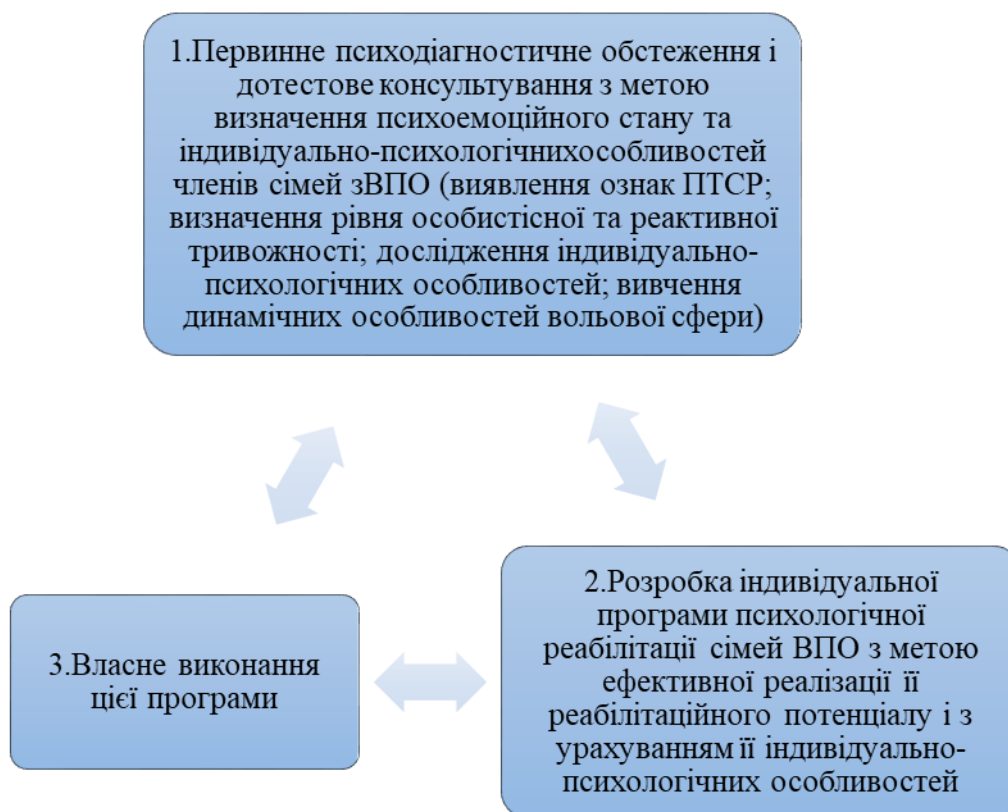 1.Первинне психодіагностичне обстеження і
дотестове консультування з метою
визначення психоемоційного стану та
індивідуально-психологічнихособливостей
членів сімей зВПО (виявлення ознак ПТСР;
визначення рівня особистісної та реактивної
тривожності; дослідження індивідуально-
психологічних особливостей; вивчення
динамічних особливостей вольової сфери)
2.Розробка індивідуальної
програми психологічної
реабілітації сімей ВПО з метою
ефективної реалізації її
реабілітаційного потенціалу і з
урахуванням її індивідуально-
психологічних особливостей
3.Власне виконання
цієї програми